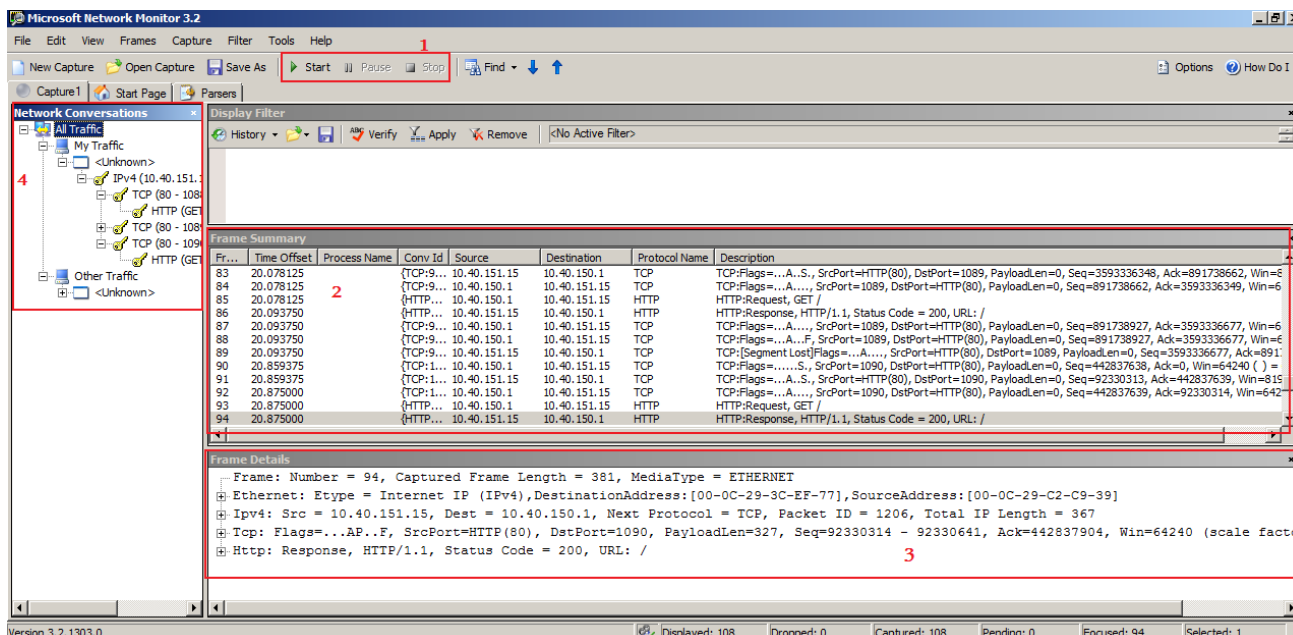 Microsoft Network Monitor 3.2
File Edit View Frames Capture Filter Tools Help
1
New Capture Open Capture Save As Start Pause Stop Find Options How Do I
Capture1 Start Page Parsers
Network Conversations
All Traffic
My Traffic
<Unknown>
4
IPv4 (10.40.151.1
TCP (80 - 108
HTTP (GET
TCP (80 - 108
TCP (80 - 109
HTTP (GET
Other Traffic
<Unknown>
Display Filter
History Verify Apply Remove <No Active Filter>
Frame Summary
Fr... Time Offset Process Name Conv Id Source Destination Protocol Name Description
83 20.078125 {TCP:9... 10.40.151.15 10.40.150.1 TCP TCP:Flags=...A..S., SrcPort=HTTP(80), DstPort=1089, PayloadLen=0, Seq=3593336348, Ack=891738662, Win=8
84 20.078125 {TCP:9... 10.40.150.1 10.40.151.15 TCP TCP:Flags=...A...., SrcPort=1089, DstPort=HTTP(80), PayloadLen=0, Seq=891738662, Ack=3593336349, Win=6
85 20.078125 {HTTP... 10.40.150.1 10.40.151.15 HTTP HTTP:Request, GET /
86 20.093750 {HTTP... 10.40.151.15 10.40.150.1 HTTP HTTP:Response, HTTP/1.1, Status Code = 200, URL: /
87 20.093750 {TCP:9... 10.40.150.1 10.40.151.15 TCP TCP:Flags=...A...., SrcPort=1089, DstPort=HTTP(80), PayloadLen=0, Seq=891738927, Ack=3593336677, Win=6
88 20.093750 {TCP:9... 10.40.150.1 10.40.151.15 TCP TCP:Flags=...A...F, SrcPort=1089, DstPort=HTTP(80), PayloadLen=0, Seq=891738927, Ack=3593336677, Win=6
89 20.093750 {TCP:9... 10.40.151.15 10.40.150.1 TCP TCP:[Segment Lost]Flags=...A...., SrcPort=HTTP(80), DstPort=1089, PayloadLen=0, Seq=3593336677, Ack=891
90 20.859375 {TCP:1... 10.40.150.1 10.40.151.15 TCP TCP:Flags=......S., SrcPort=1090, DstPort=HTTP(80), PayloadLen=0, Seq=442837638, Ack=0, Win=64240 ( ) =
91 20.859375 {TCP:1... 10.40.151.15 10.40.150.1 TCP TCP:Flags=...A..S., SrcPort=HTTP(80), DstPort=1090, PayloadLen=0, Seq=92330313, Ack=442837639, Win=819
92 20.875000 {TCP:1... 10.40.150.1 10.40.151.15 TCP TCP:Flags=...A...., SrcPort=1090, DstPort=HTTP(80), PayloadLen=0, Seq=442837639, Ack=92330314, Win=642
93 20.875000 {HTTP... 10.40.150.1 10.40.151.15 HTTP HTTP:Request, GET /
94 20.875000 {HTTP... 10.40.151.15 10.40.150.1 HTTP HTTP:Response, HTTP/1.1, Status Code = 200, URL: /
2
Frame Details
Frame: Number = 94, Captured Frame Length = 381, MediaType = ETHERNET
Ethernet: Etype = Internet IP (IPv4),DestinationAddress:[00-0C-29-3C-EF-77],SourceAddress:[00-0C-29-C2-C9-39]
Ipv4: Src = 10.40.151.15, Dest = 10.40.150.1, Next Protocol = TCP, Packet ID = 1206, Total IP Length = 367
Tcp: Flags=...AP..F, SrcPort=HTTP(80), DstPort=1090, PayloadLen=327, Seq=92330314 - 92330641, Ack=442837904, Win=64240 (scale facto
Http: Response, HTTP/1.1, Status Code = 200, URL: /
3
Version 3.2.1303.0 Displayed: 108 Dropped: 0 Captured: 108 Pending: 0 Focused: 94 Selected: 1